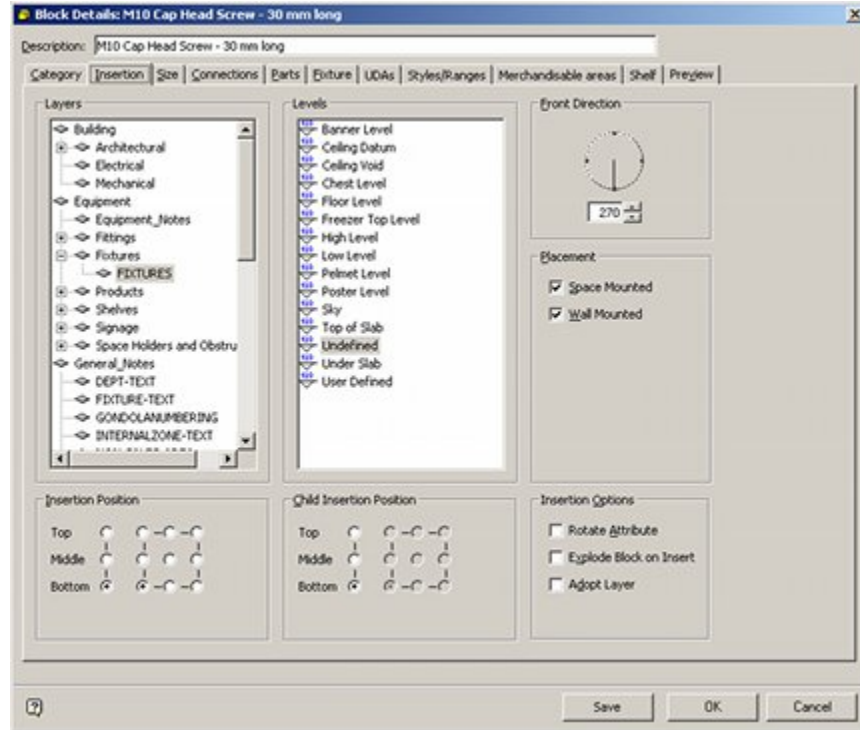 Block Details: M10 Cap Head Screw - 30 mm long
Description: M10 Cap Head Screw - 30 mm long
Category Insertion Size Connections Parts Fixture UDAs Styles/Ranges Merchandisable areas Shelf Preview
Layers
Building
Architectural
Electrical
Mechanical
Equipment
Equipment_Notes
Fittings
Fixtures
FIXTURES
Products
Shelves
Signage
Space Holders and Obstru
General_Notes
DEPT-TEXT
FIXTURE-TEXT
GONDOLANUMBERING
INTERNALZONE-TEXT
Levels
Banner Level
Ceiling Datum
Ceiling Void
Chest Level
Floor Level
Freezer Top Level
High Level
Low Level
Pelmet Level
Poster Level
Sky
Top of Slab
Undefined
Under Slab
User Defined
Front Direction
270
Placement
Space Mounted
Wall Mounted
Insertion Position
Top
Middle
Bottom
Child Insertion Position
Top
Middle
Bottom
Insertion Options
Rotate Attribute
Explode Block on Insert
Adopt Layer
Save OK Cancel